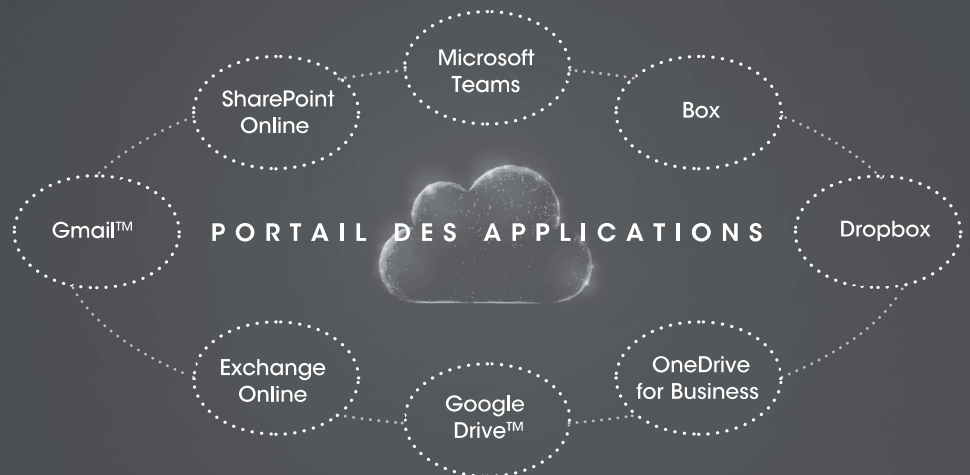 Microsoft
Teams
SharePoint
Online
Box
Gmail™
PORTAIL DES APPLICATIONS
Dropbox
Exchange
Online
Google
Drive™
OneDrive
for Business